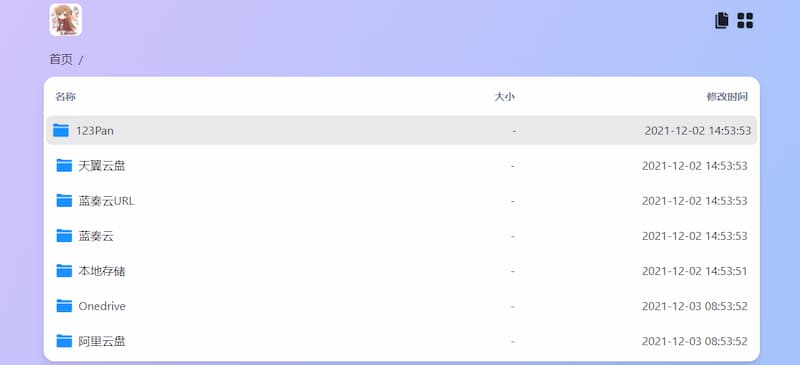 首页 /
名称 大小 修改时间
123Pan - 2021-12-02 14:53:53
天翼云盘 - 2021-12-02 14:53:53
蓝奏云URL - 2021-12-02 14:53:53
蓝奏云 - 2021-12-02 14:53:53
本地存储 - 2021-12-02 14:53:51
Onedrive - 2021-12-03 08:53:52
阿里云盘 - 2021-12-03 08:53:52